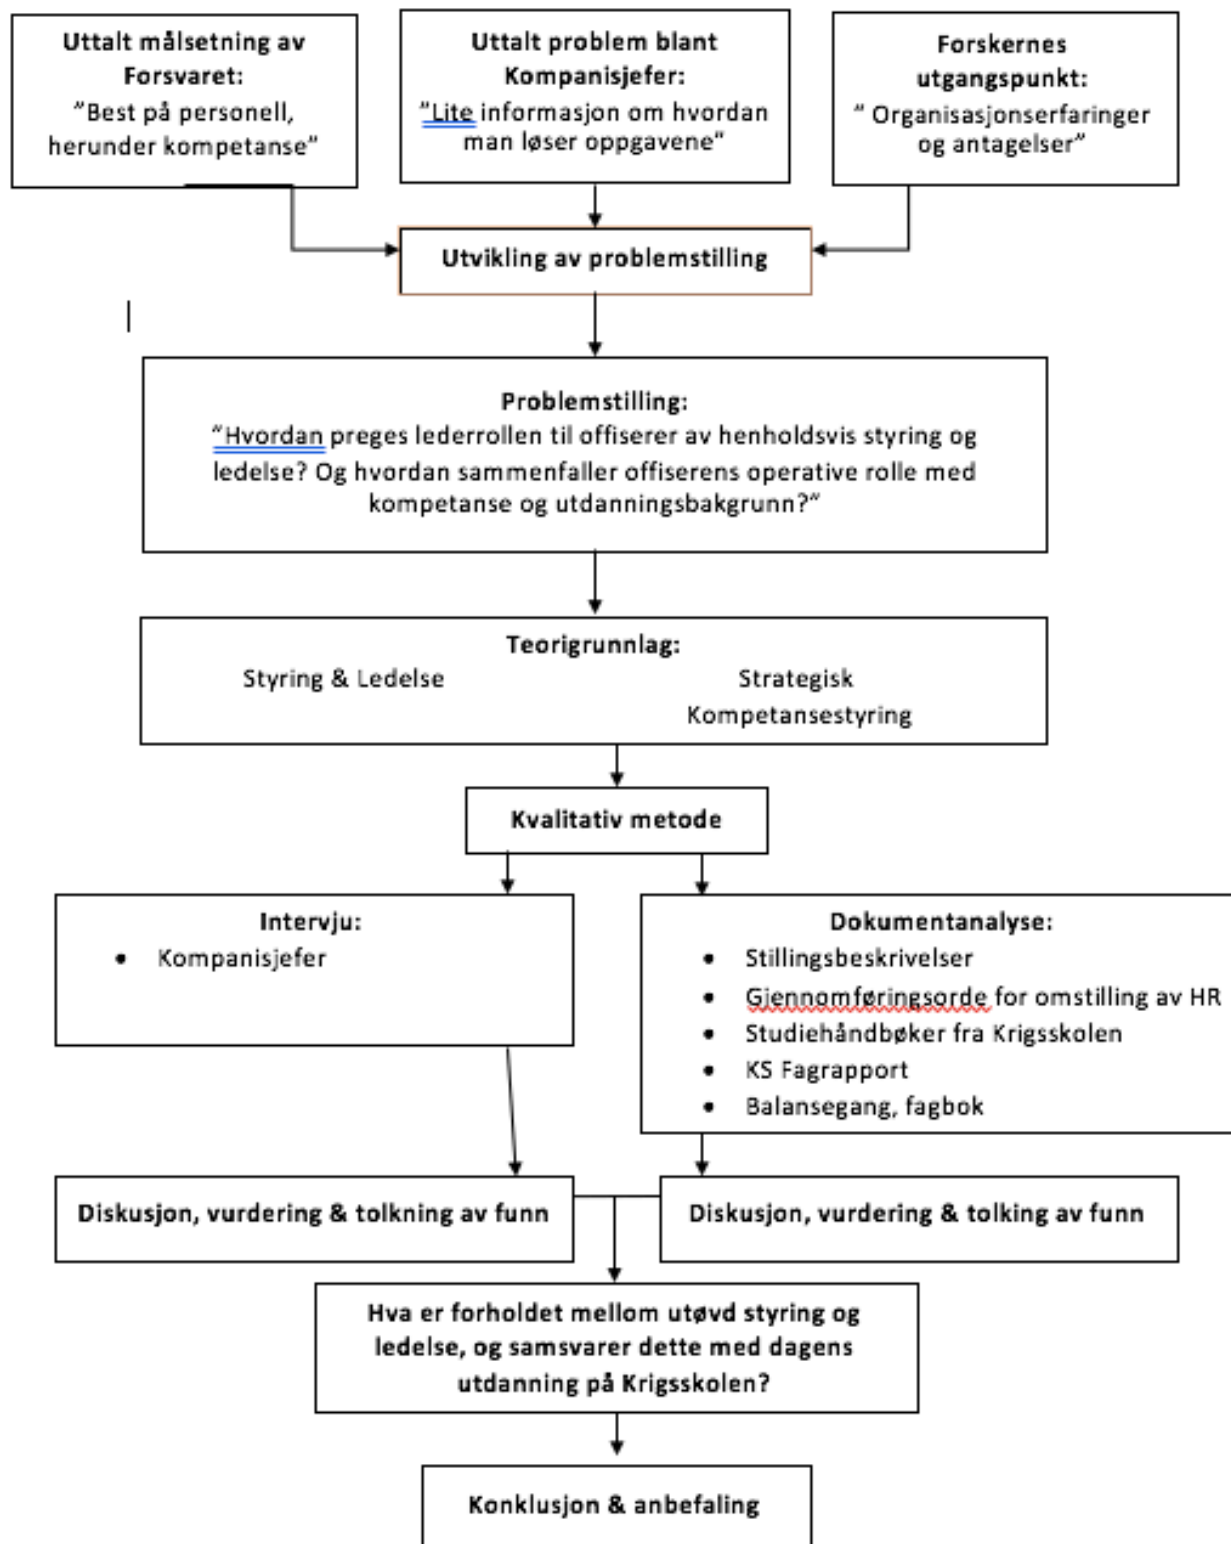 Uttalt målsetning av
Forsvaret:
”Best på personell,
herunder kompetanse”
Uttalt problem blant
Kompanisjefer:
”Lite informasjon om hvordan
man løser oppgavene”
Forskernes
utgangspunkt:
” Organisasjonserfaringer
og antagelser”
Utvikling av problemstilling
Problemstilling:
”Hvordan preges lederrollen til offiserer av henholdsvis styring og
ledelse? Og hvordan sammenfaller offiserens operative rolle med
kompetanse og utdanningsbakgrunn?”
Teorigrunnlag:
Styring & Ledelse
Strategisk
Kompetansestyring
Kvalitativ metode
Intervju:
• Kompanisjefer
Dokumentanalyse:
• Stillingsbeskrivelser
• Gjennomføringsorde for omstilling av HR
• Studiehåndbøker fra Krigsskolen
• KS Fagrapport
• Balansegang, fagbok
Diskusjon, vurdering & tolkning av funn
Diskusjon, vurdering & tolking av funn
Hva er forholdet mellom utøvd styring og
ledelse, og samsvarer dette med dagens
utdanning på Krigsskolen?
Konklusjon & anbefaling